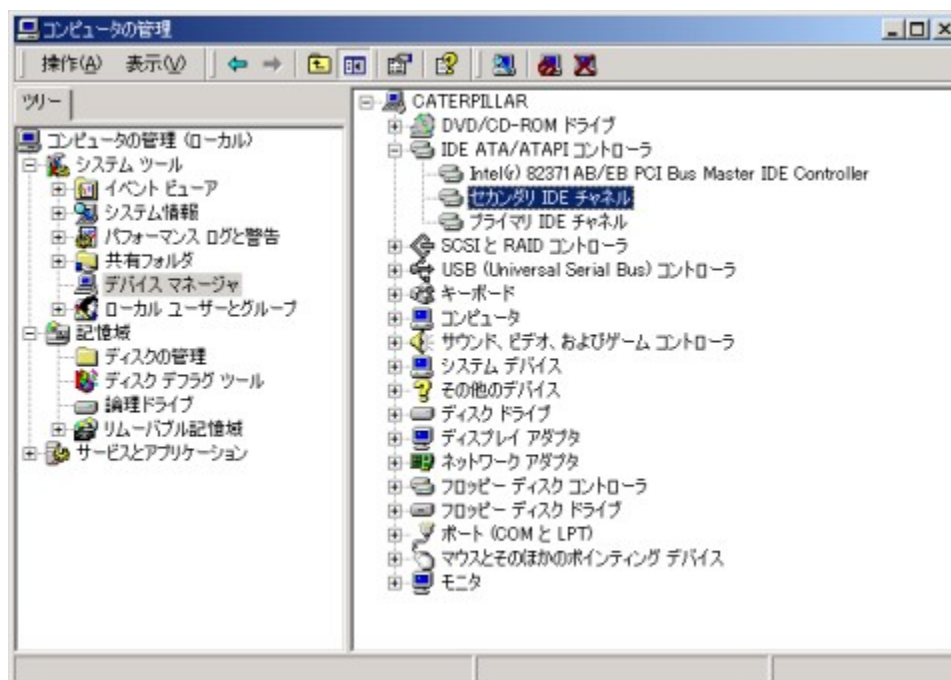 コンピュータの管理
操作(A) 表示(V)
ツリー
コンピュータの管理 (ローカル)
システム ツール
イベント ビューア
システム情報
パフォーマンス ログと警告
共有フォルダ
デバイス マネージャ
ローカル ユーザーとグループ
記憶域
ディスクの管理
ディスク デフラグ ツール
論理ドライブ
リムーバブル記憶域
サービスとアプリケーション
CATERPILLAR
DVD/CD-ROM ドライブ
IDE ATA/ATAPI コントローラ
Intel(r) 82371AB/EB PCI Bus Master IDE Controller
セカンダリ IDE チャネル
プライマリ IDE チャネル
SCSI と RAID コントローラ
USB (Universal Serial Bus) コントローラ
キーボード
コンピュータ
サウンド、ビデオ、およびゲーム コントローラ
システム デバイス
その他のデバイス
ディスク ドライブ
ディスプレイ アダプタ
ネットワーク アダプタ
フロッピー ディスク コントローラ
フロッピー ディスク ドライブ
ポート (COM と LPT)
マウスとそのほかのポインティング デバイス
モニタ